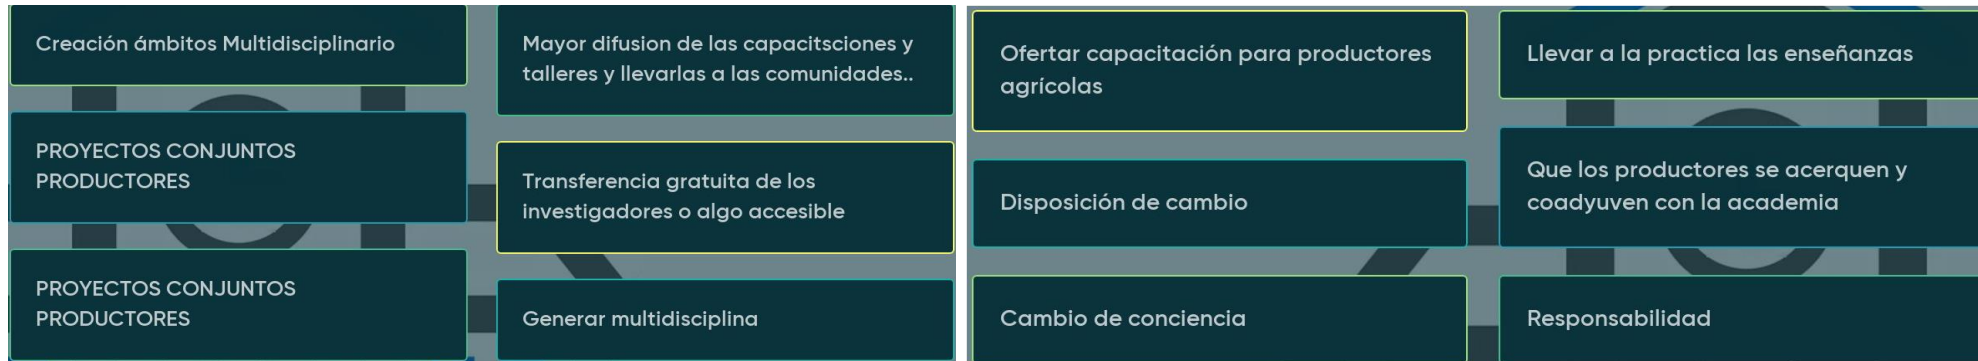 Creación ámbitos Multidisciplinario
PROYECTOS CONJUNTOS
PRODUCTORES
PROYECTOS CONJUNTOS
PRODUCTORES
Mayor difusion de las capacitsciones y
talleres y llevarlas a las comunidades..
Transferencia gratuita de los
investigadores o algo accesible
Generar multidisciplina
Ofertar capacitación para productores
agrícolas
Disposición de cambio
Cambio de conciencia
Llevar a la practica las enseñanzas
Que los productores se acerquen y
coadyuven con la academia
Responsabilidad